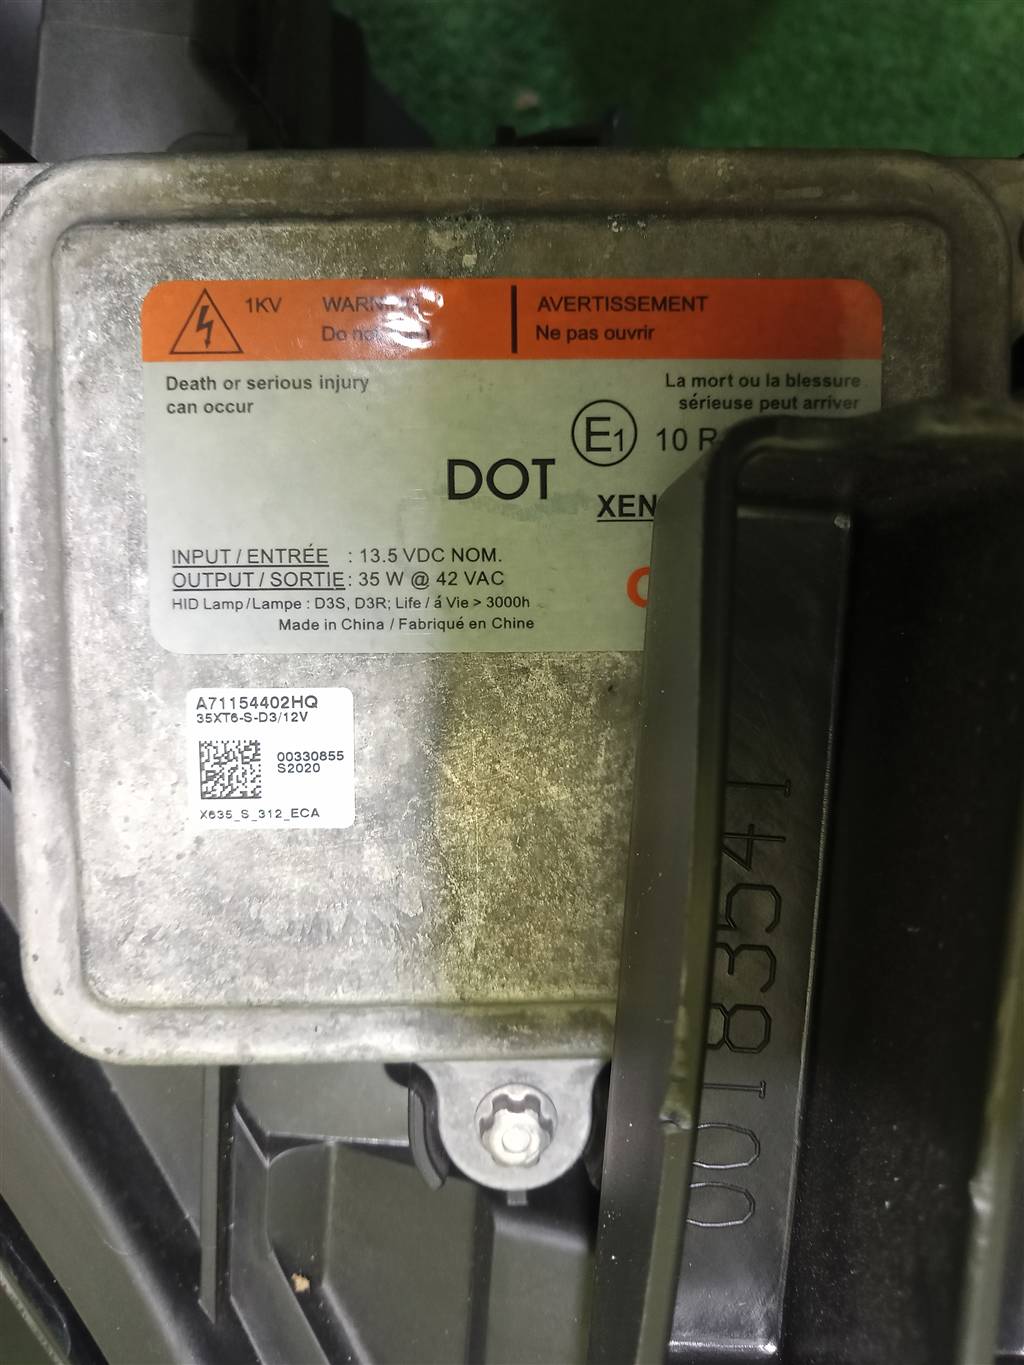 1KV WARNING AVERTISSEMENT
Do not Ne pas ouvrir
Death or serious injury
can occur
La mort ou la blessure
sérieuse peut arriver
E1 10 R
DOT
XEN
INPUT / ENTRÉE : 13.5 VDC NOM.
OUTPUT / SORTIE : 35 W @ 42 VAC
HID Lamp / Lampe : D3S, D3R; Life / á Vie > 3000h
Made in China / Fabriqué en Chine
A71154402HQ
35XT6-S-D3/12V
00330855
S2020
X635_S_312_ECA
00183541